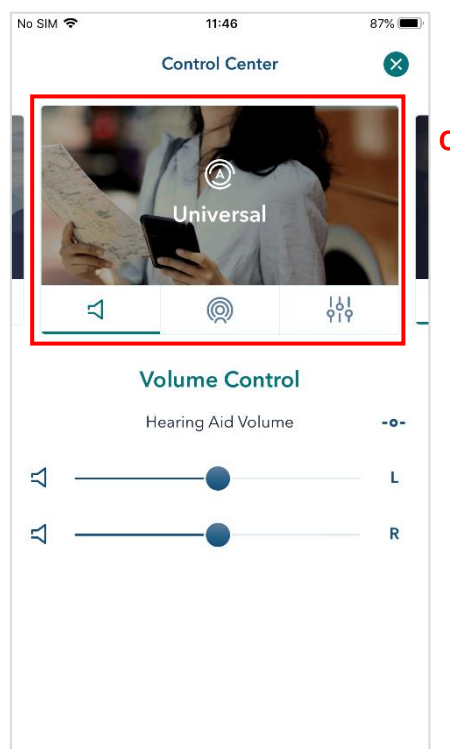 No SIM 11:46 87%
Control Center
A
Universal
Volume Control
Hearing Aid Volume
L
R